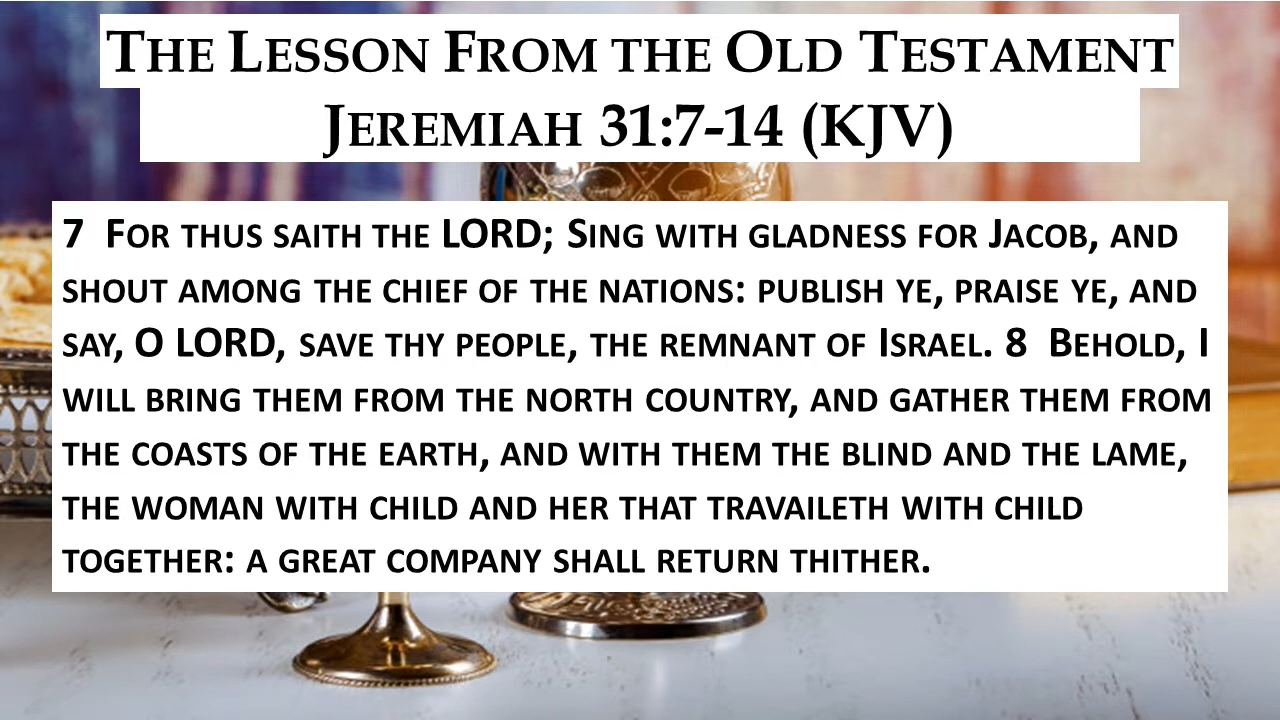 The Lesson From the Old Testament
Jeremiah 31:7-14 (KJV)
7  For thus saith the LORD; Sing with gladness for Jacob, and
shout among the chief of the nations: publish ye, praise ye, and
say, O LORD, save thy people, the remnant of Israel. 8  Behold, I
will bring them from the north country, and gather them from
the coasts of the earth, and with them the blind and the lame,
the woman with child and her that travaileth with child
together: a great company shall return thither.